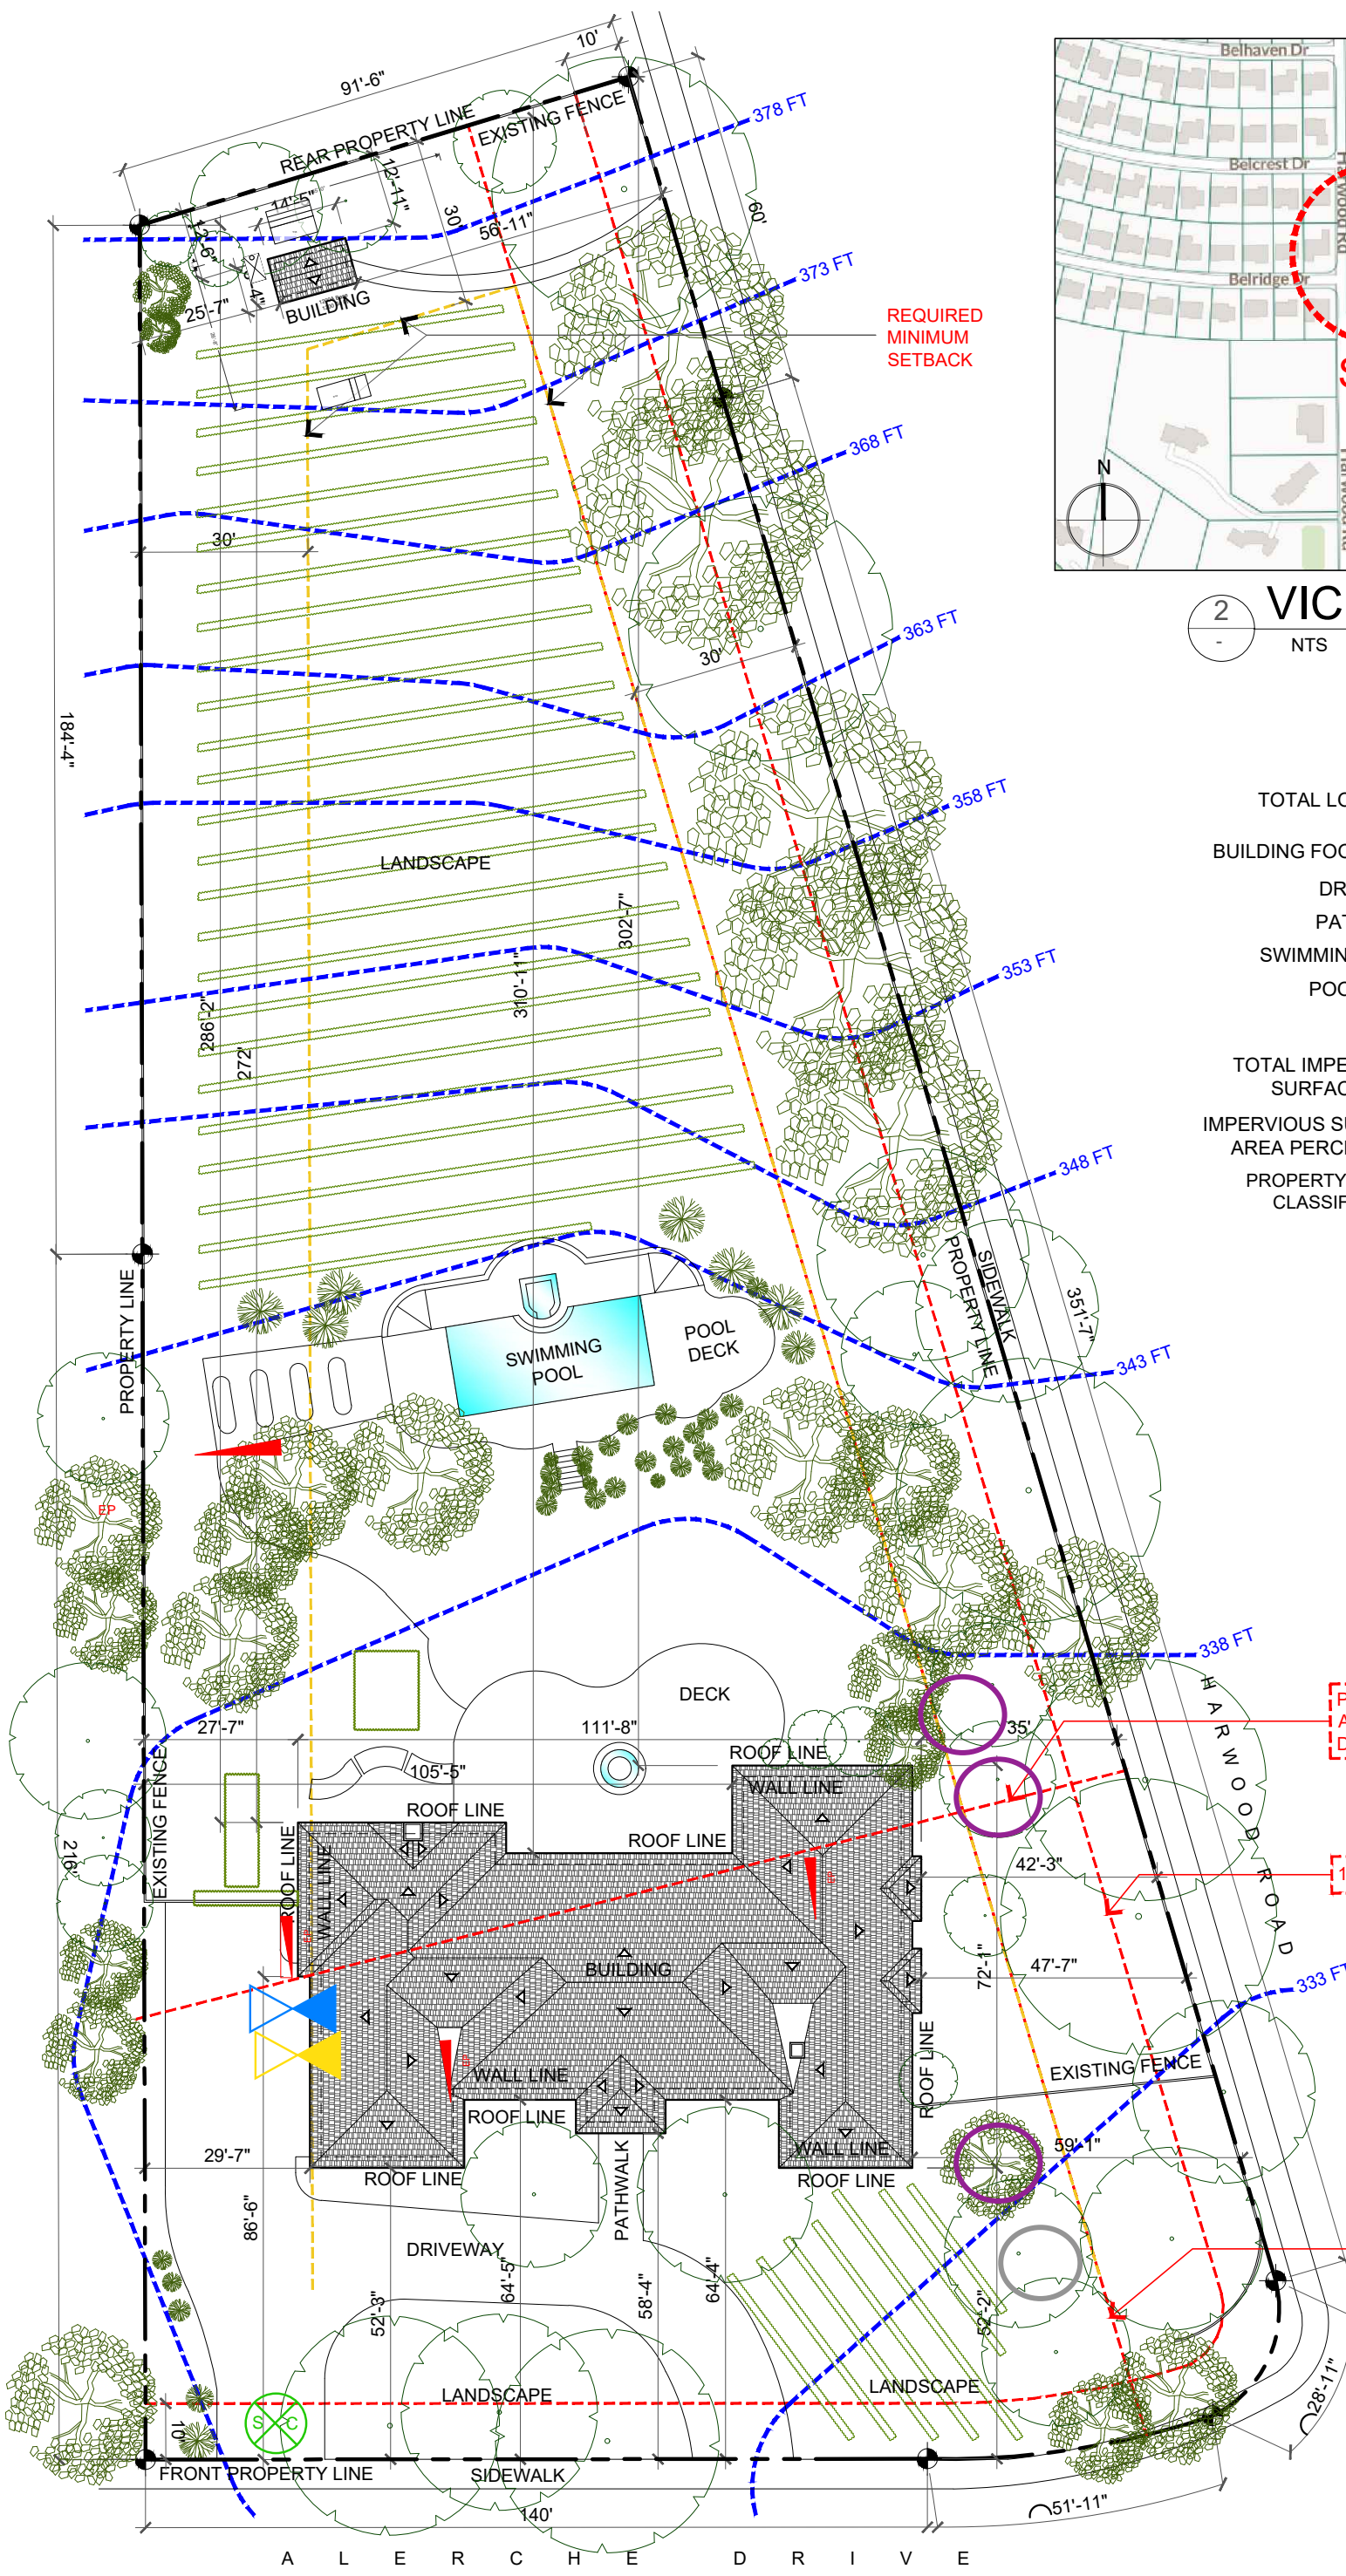 10'
91'-6"
REAR PROPERTY LINE
EXISTING FENCE
378 FT
Belhaven Dr
Belcrest Dr
Harwood Rd
Belridge Dr
12'-11"
14'-5"
12'-6"
30'
56'-11"
60'
373 FT
4"
25'-7"
BUILDING
REQUIRED
MINIMUM
SETBACK
368 FT
N
30'
363 FT
2
-
VIC
NTS
30'
184'-4"
358 FT
TOTAL LO
BUILDING FOO
DR
PAT
SWIMMIN
POO
LANDSCAPE
302'-7"
310'-11"
353 FT
286'-2"
272'
TOTAL IMPE
SURFAC
IMPERVIOUS SU
AREA PERCE
PROPERTY
CLASSIF
348 FT
PROPERTY LINE
SIDEWALK
PROPERTY LINE
351'-7"
SWIMMING
POOL
POOL
DECK
343 FT
EP
338 FT
HARWOOD ROAD
DECK
27'-7"
111'-8"
35'
P
A
D
ROOF LINE
WALL LINE
105'-5"
EXISTING FENCE
ROOF LINE
ROOF LINE
216'
ROOF LINE
WALL LINE
42'-3"
1
BUILDING
72'-1"
47'-7"
333 FT
ROOF LINE
EXISTING FENCE
WALL LINE
ROOF LINE
WALL LINE
59'-1"
29'-7"
ROOF LINE
ROOF LINE
PATHWALK
86'-6"
DRIVEWAY
52'-3"
64'-5"
58'-4"
64'-4"
52'-2"
LANDSCAPE
LANDSCAPE
28'-11"
S C
10'
FRONT PROPERTY LINE
SIDEWALK
51'-11"
140'
ALERCHE DRIVE